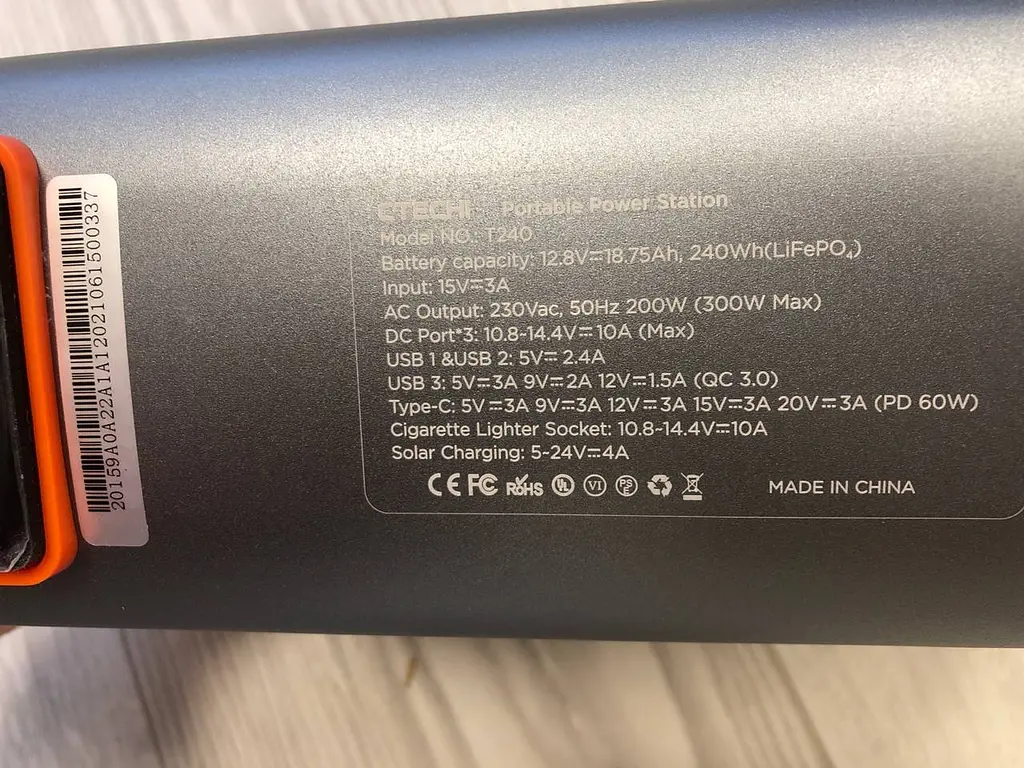 20159A0A22A1A12021061500337
CTECHi Portable Power Station
Model NO.: T240
Battery capacity: 12.8V⎓18.75Ah, 240Wh(LiFePO₄)
Input: 15V⎓3A
AC Output: 230Vac, 50Hz 200W (300W Max)
DC Port*3: 10.8-14.4V⎓10A (Max)
USB 1 &USB 2: 5V⎓ 2.4A
USB 3: 5V⎓3A 9V⎓2A 12V⎓1.5A (QC 3.0)
Type-C: 5V⎓3A 9V⎓3A 12V⎓3A 15V⎓3A 20V⎓3A (PD 60W)
Cigarette Lighter Socket: 10.8-14.4V⎓10A
Solar Charging: 5-24V⎓4A
CE FC RoHS UL VI PSE MADE IN CHINA